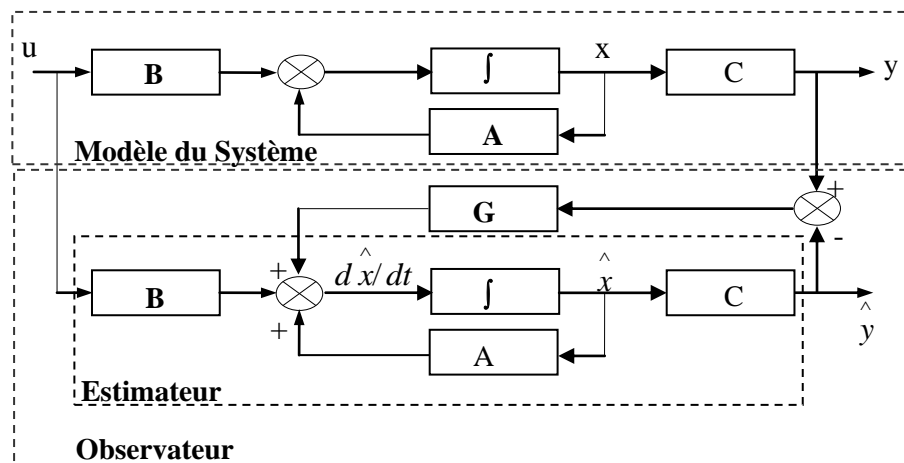 u
B
∫
x
C
y
A
Modèle du Système
+
G
-
+
d x̂/ dt
x̂
B
∫
C
ŷ
+
A
Estimateur
Observateur